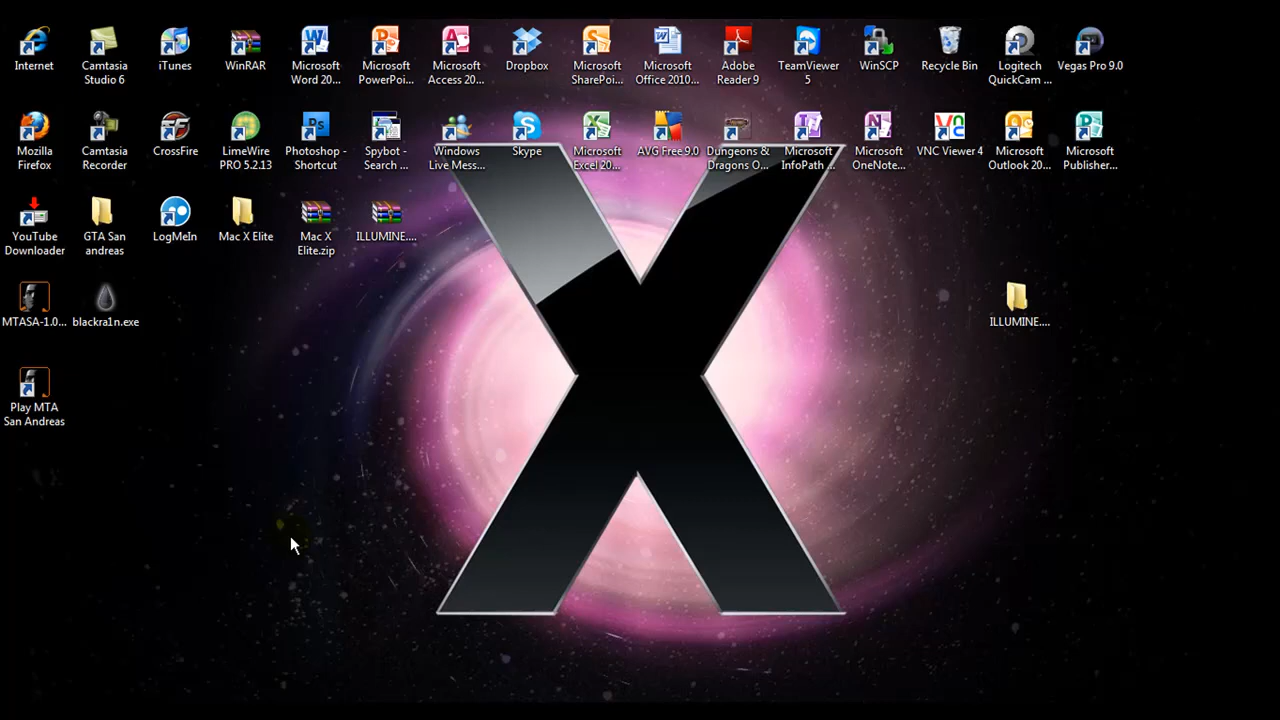 Internet
Camtasia
Studio 6
iTunes
WinRAR
Microsoft
Word 20...
Microsoft
PowerPoi...
Microsoft
Access 20...
Dropbox
Microsoft
SharePoi...
Microsoft
Office 2010...
Adobe
Reader 9
TeamViewer
5
WinSCP
Recycle Bin
Logitech
QuickCam ...
Vegas Pro 9.0
Mozilla
Firefox
Camtasia
Recorder
CrossFire
LimeWire
PRO 5.2.13
Photoshop -
Shortcut
Spybot -
Search ...
Windows
Live Mess...
Skype
Microsoft
Excel 20...
AVG Free 9.0
Dungeons &
Dragons O...
Microsoft
InfoPath ...
Microsoft
OneNote...
VNC Viewer 4
Microsoft
Outlook 20...
Microsoft
Publisher...
YouTube
Downloader
GTA San
andreas
LogMeIn
Mac X Elite
Mac X
Elite.zip
ILLUMINE....
MTASA-1.0...
blackra1n.exe
ILLUMINE....
Play MTA
San Andreas